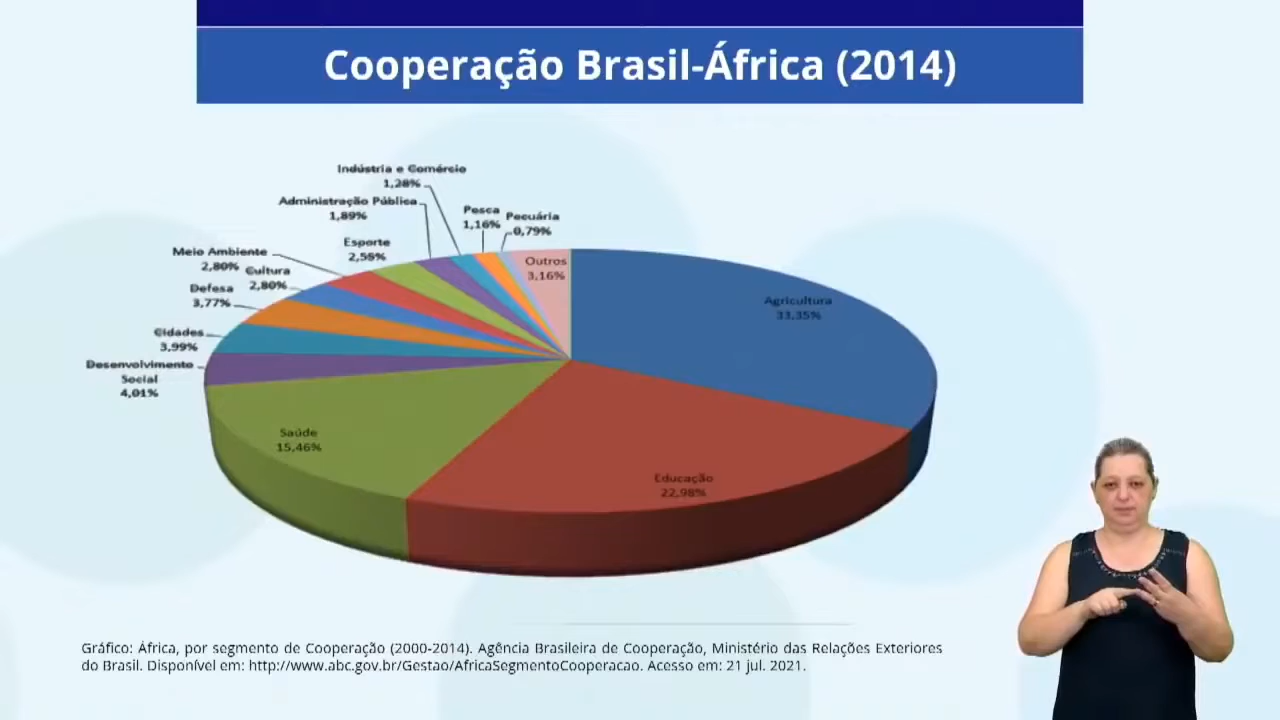 Cooperação Brasil-África (2014)
Indústria e Comércio
1,28%
Administração Pública
1,89%
Pesca
1,16%
Pecuária
0,79%
Esporte
2,58%
Meio Ambiente
2,80%
Cultura
2,80%
Defesa
3,77%
Cidades
3,99%
Desenvolvimento
Social
4,01%
Outros
3,16%
Agricultura
33,35%
Saúde
15,46%
Educação
22,98%
Gráfico: África, por segmento de Cooperação (2000-2014). Agência Brasileira de Cooperação, Ministério das Relações Exteriores
do Brasil. Disponível em: http://www.abc.gov.br/Gestao/AfricaSegmentoCooperacao. Acesso em: 21 jul. 2021.